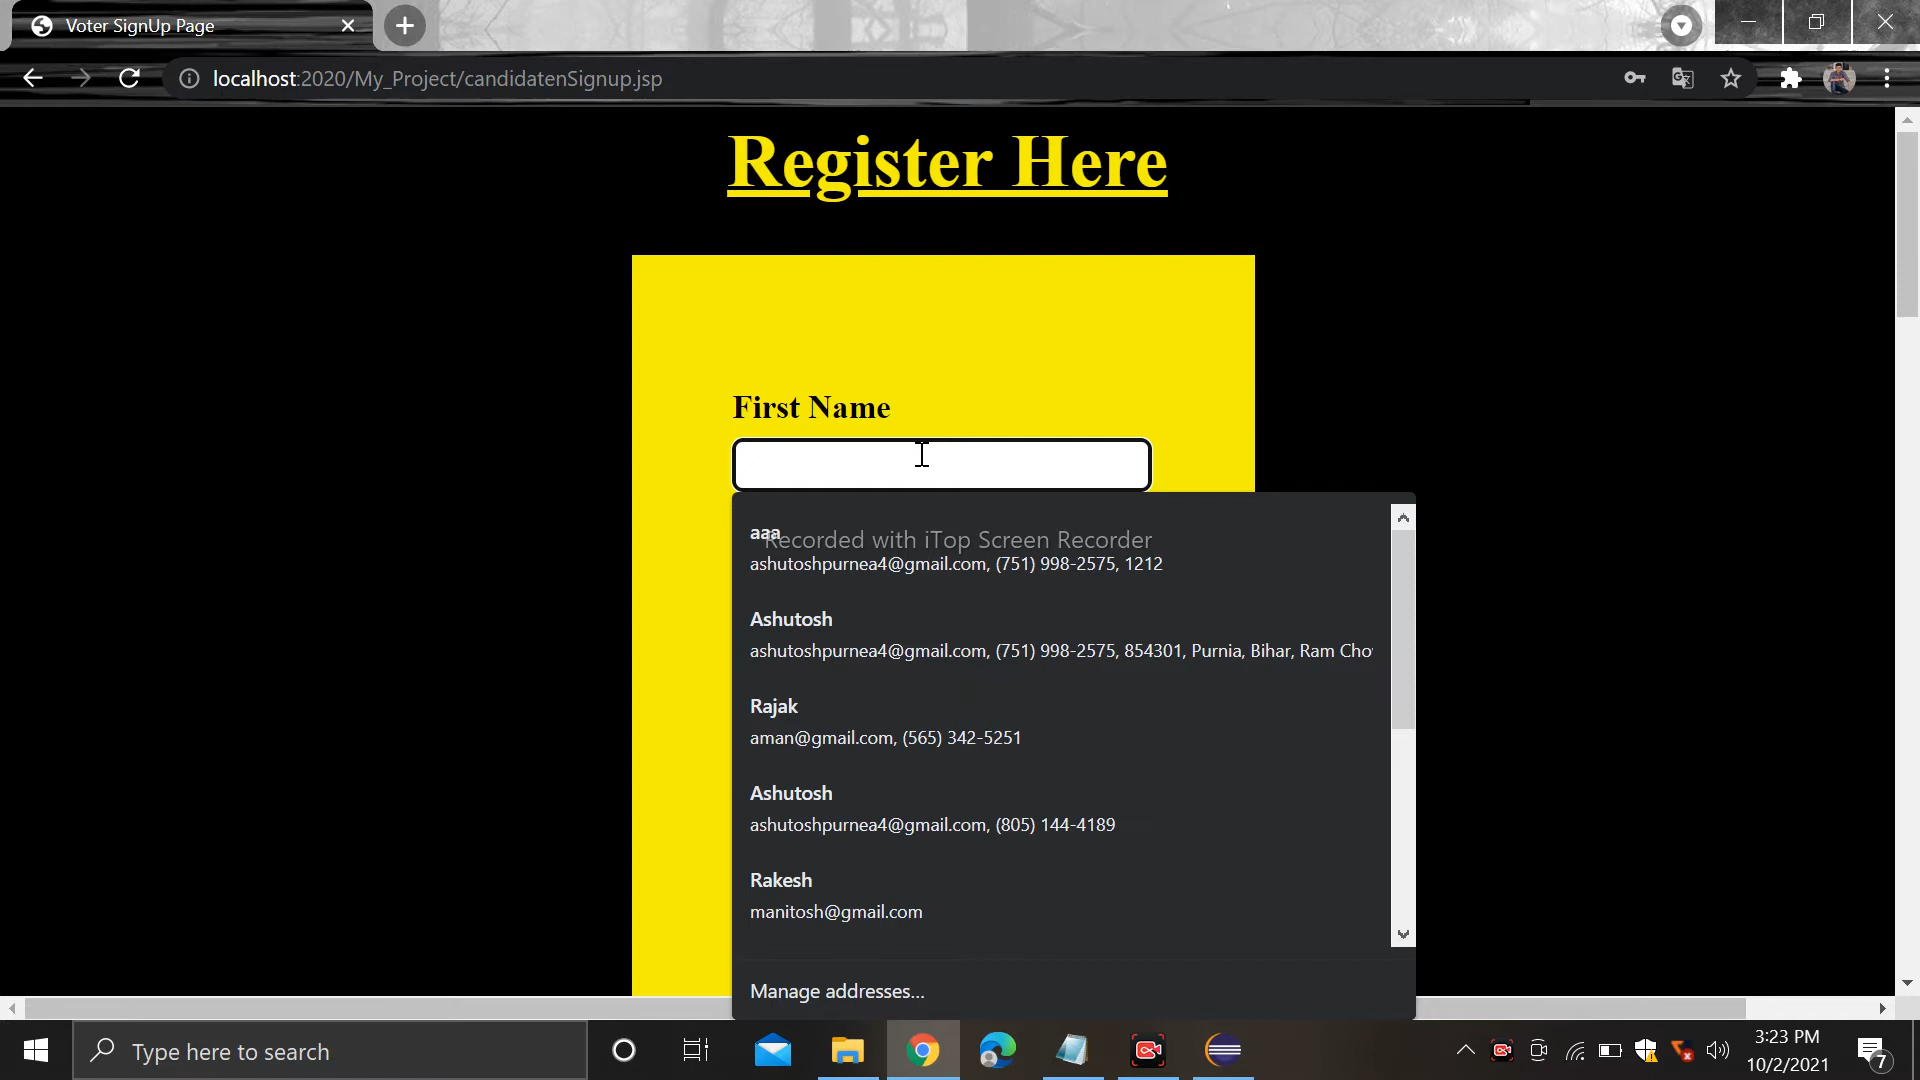 Voter SignUp Page
localhost:2020/My_Project/candidatenSignup.jsp
Register Here
First Name
aaa
Recorded with iTop Screen Recorder
ashutoshpurnea4@gmail.com, (751) 998-2575, 1212
Ashutosh
ashutoshpurnea4@gmail.com, (751) 998-2575, 854301, Purnia, Bihar, Ram Cho
Rajak
aman@gmail.com, (565) 342-5251
Ashutosh
ashutoshpurnea4@gmail.com, (805) 144-4189
Rakesh
manitosh@gmail.com
Manage addresses...
Type here to search
3:23 PM
10/2/2021
7